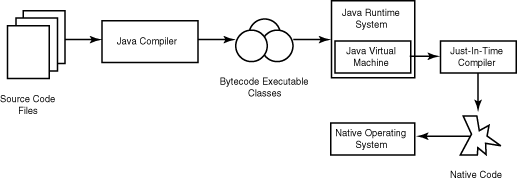 Source Code
Files
Java Compiler
Bytecode Executable
Classes
Java Runtime
System
Java Virtual
Machine
Just-In-Time
Compiler
Native Code
Native Operating
System